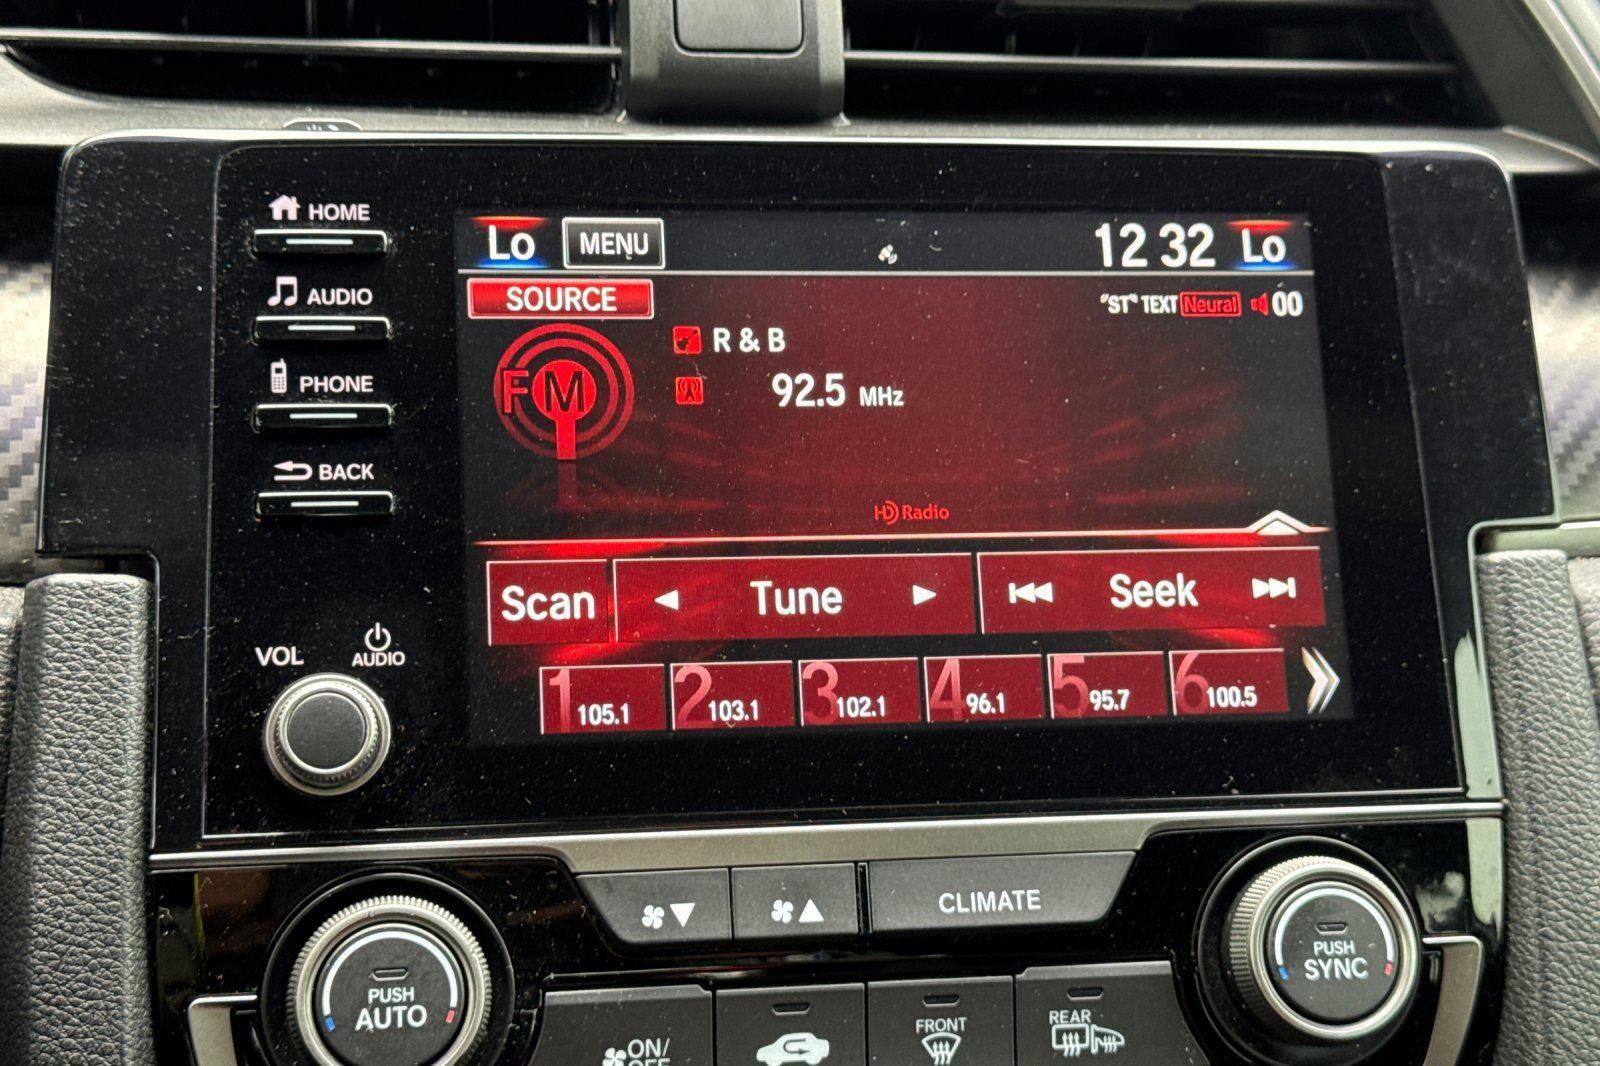 HOME
AUDIO
PHONE
BACK
VOL
AUDIO
Lo
MENU
12 32
Lo
SOURCE
"ST" TEXT Neural 00
FM
R & B
92.5 MHz
HD Radio
Scan
Tune
Seek
1 105.1
2 103.1
3 102.1
4 96.1
5 95.7
6 100.5
CLIMATE
PUSH
AUTO
PUSH
SYNC
ON/
OFF
FRONT
REAR